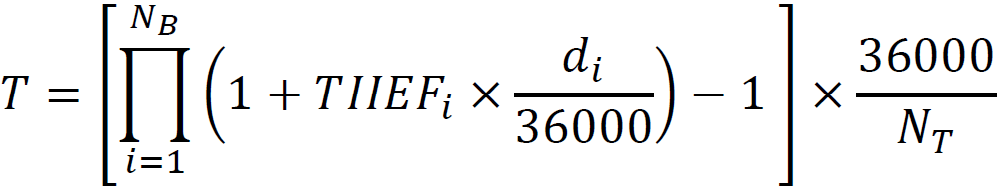 T = [∏_{i=1}^{N_B} (1 + TIIEF_i × d_i/36000) − 1] × 36000/N_T